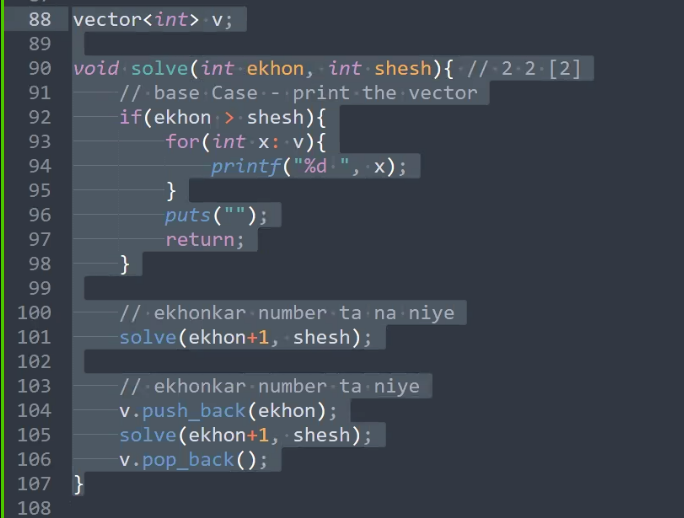 88 vector<int> v;
89
90 void solve(int ekhon, int shesh){ // 2 2 [2]
91 // base Case - print the vector
92 if(ekhon > shesh){
93 for(int x: v){
94 printf("%d ", x);
95 }
96 puts("");
97 return;
98 }
99
100 // ekhonkar number ta na niye
101 solve(ekhon+1, shesh);
102
103 // ekhonkar number ta niye
104 v.push_back(ekhon);
105 solve(ekhon+1, shesh);
106 v.pop_back();
107 }
108